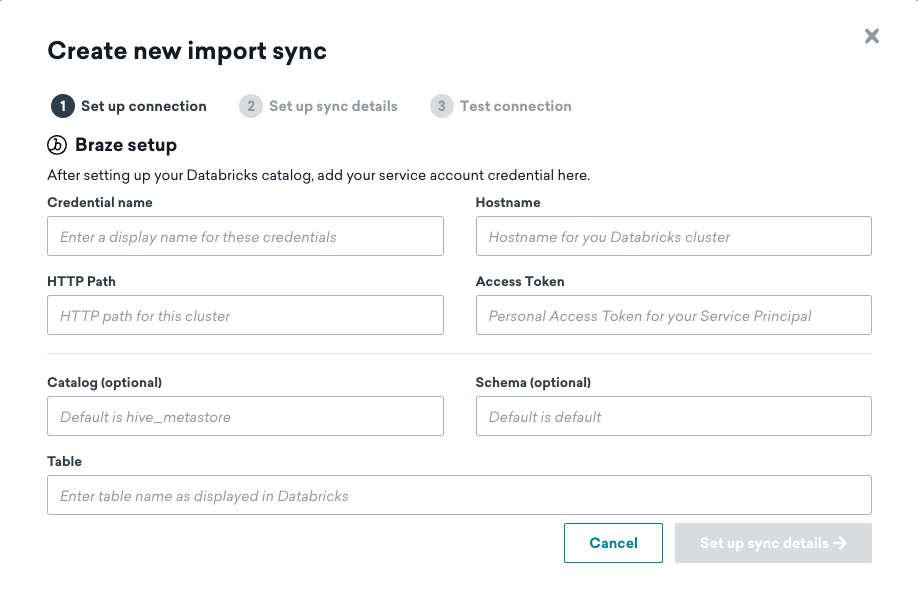 Create new import sync
1 Set up connection 2 Set up sync details 3 Test connection
Braze setup
After setting up your Databricks catalog, add your service account credential here.
Credential name Hostname
Enter a display name for these credentials Hostname for you Databricks cluster
HTTP Path Access Token
HTTP path for this cluster Personal Access Token for your Service Principal
Catalog (optional) Schema (optional)
Default is hive_metastore Default is default
Table
Enter table name as displayed in Databricks
Cancel Set up sync details →